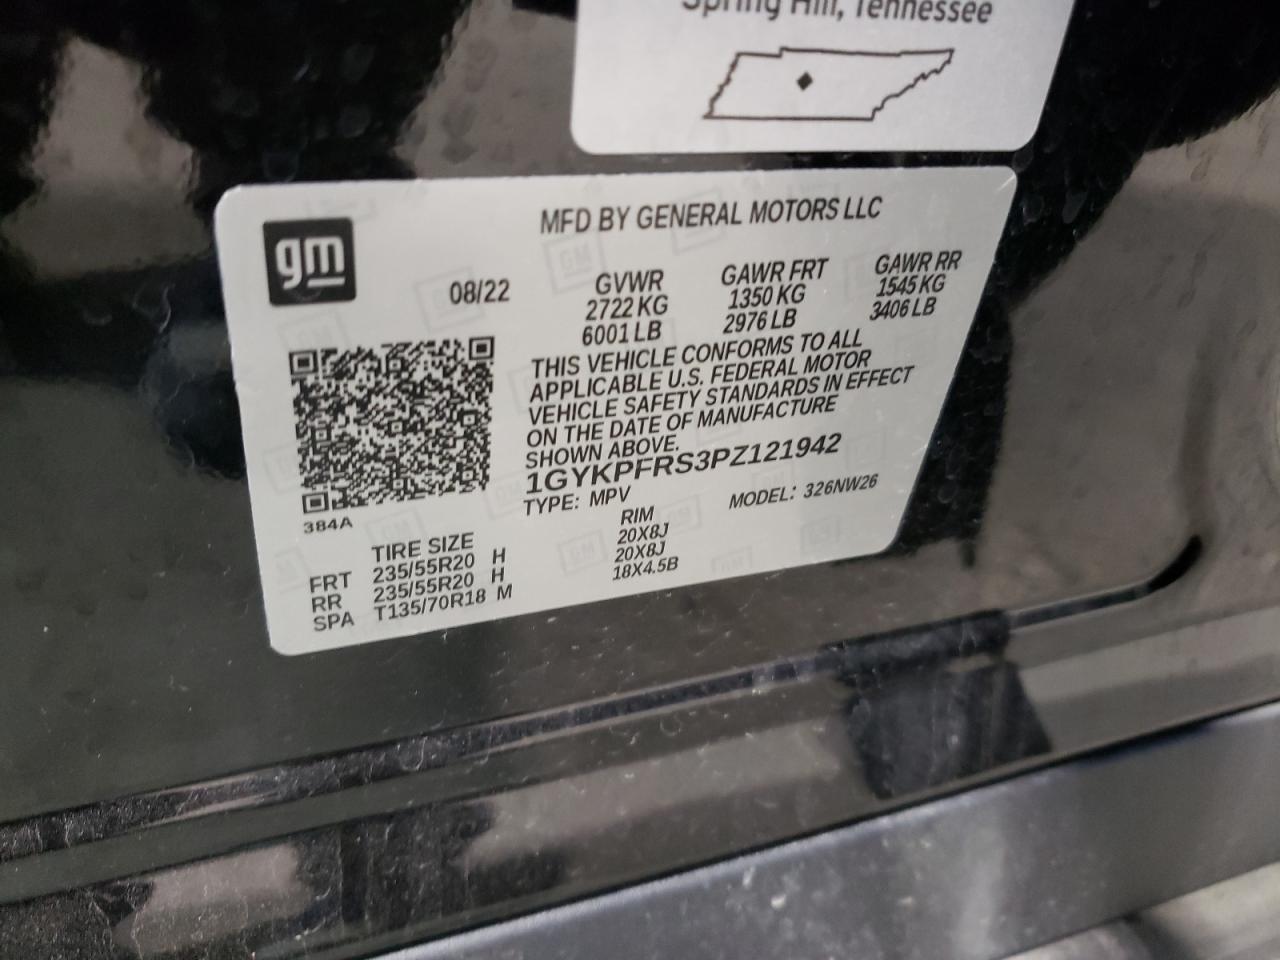 Spring Hill, Tennessee
gm
MFD BY GENERAL MOTORS LLC
08/22
GVWR GAWR FRT GAWR RR
2722 KG 1350 KG 1545 KG
6001 LB 2976 LB 3406 LB
THIS VEHICLE CONFORMS TO ALL
APPLICABLE U.S. FEDERAL MOTOR
VEHICLE SAFETY STANDARDS IN EFFECT
ON THE DATE OF MANUFACTURE
SHOWN ABOVE.
1GYKPFRS3PZ121942
TYPE: MPV MODEL: 326NW26
384A
TIRE SIZE RIM
FRT 235/55R20 H 20X8J
RR 235/55R20 H 20X8J
SPA T135/70R18 M 18X4.5B